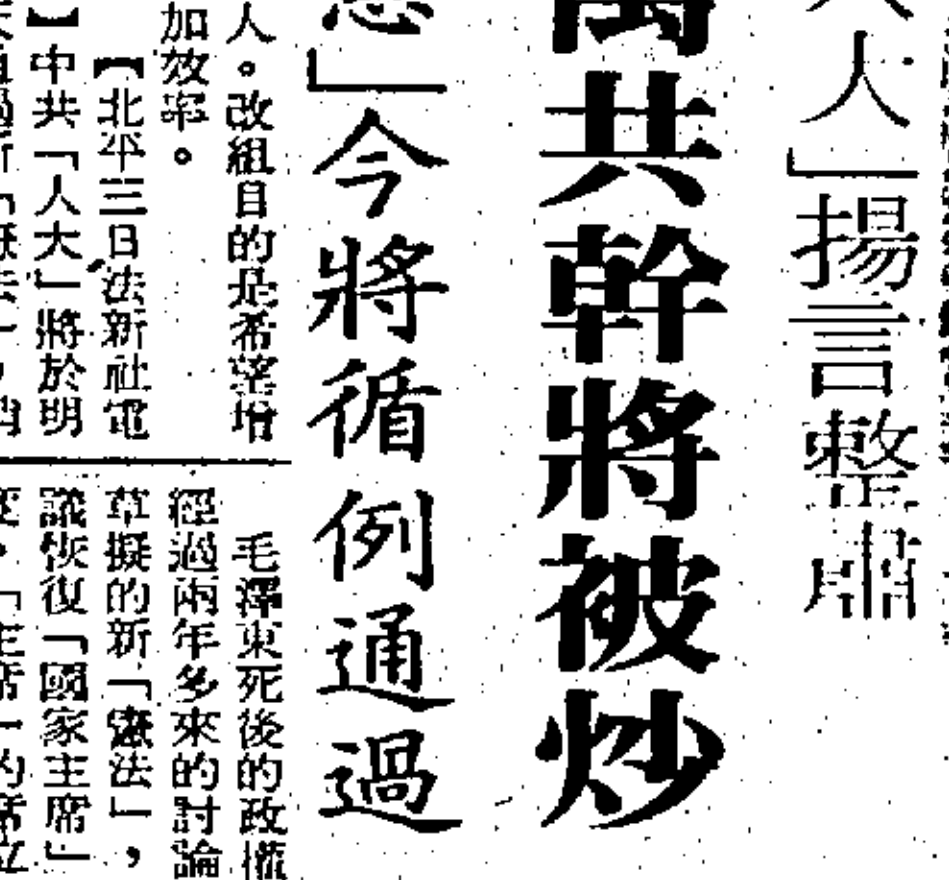 人」揚言整肅
萬共幹將被炒
」今將循例通過
人。改組目的是希望增
加效率。
【北平三日法新社電
】中共「人大」將於明
毛澤東死後的政權
經過兩年多來的討論
草擬的新「憲法」,
議恢復「國家主席」